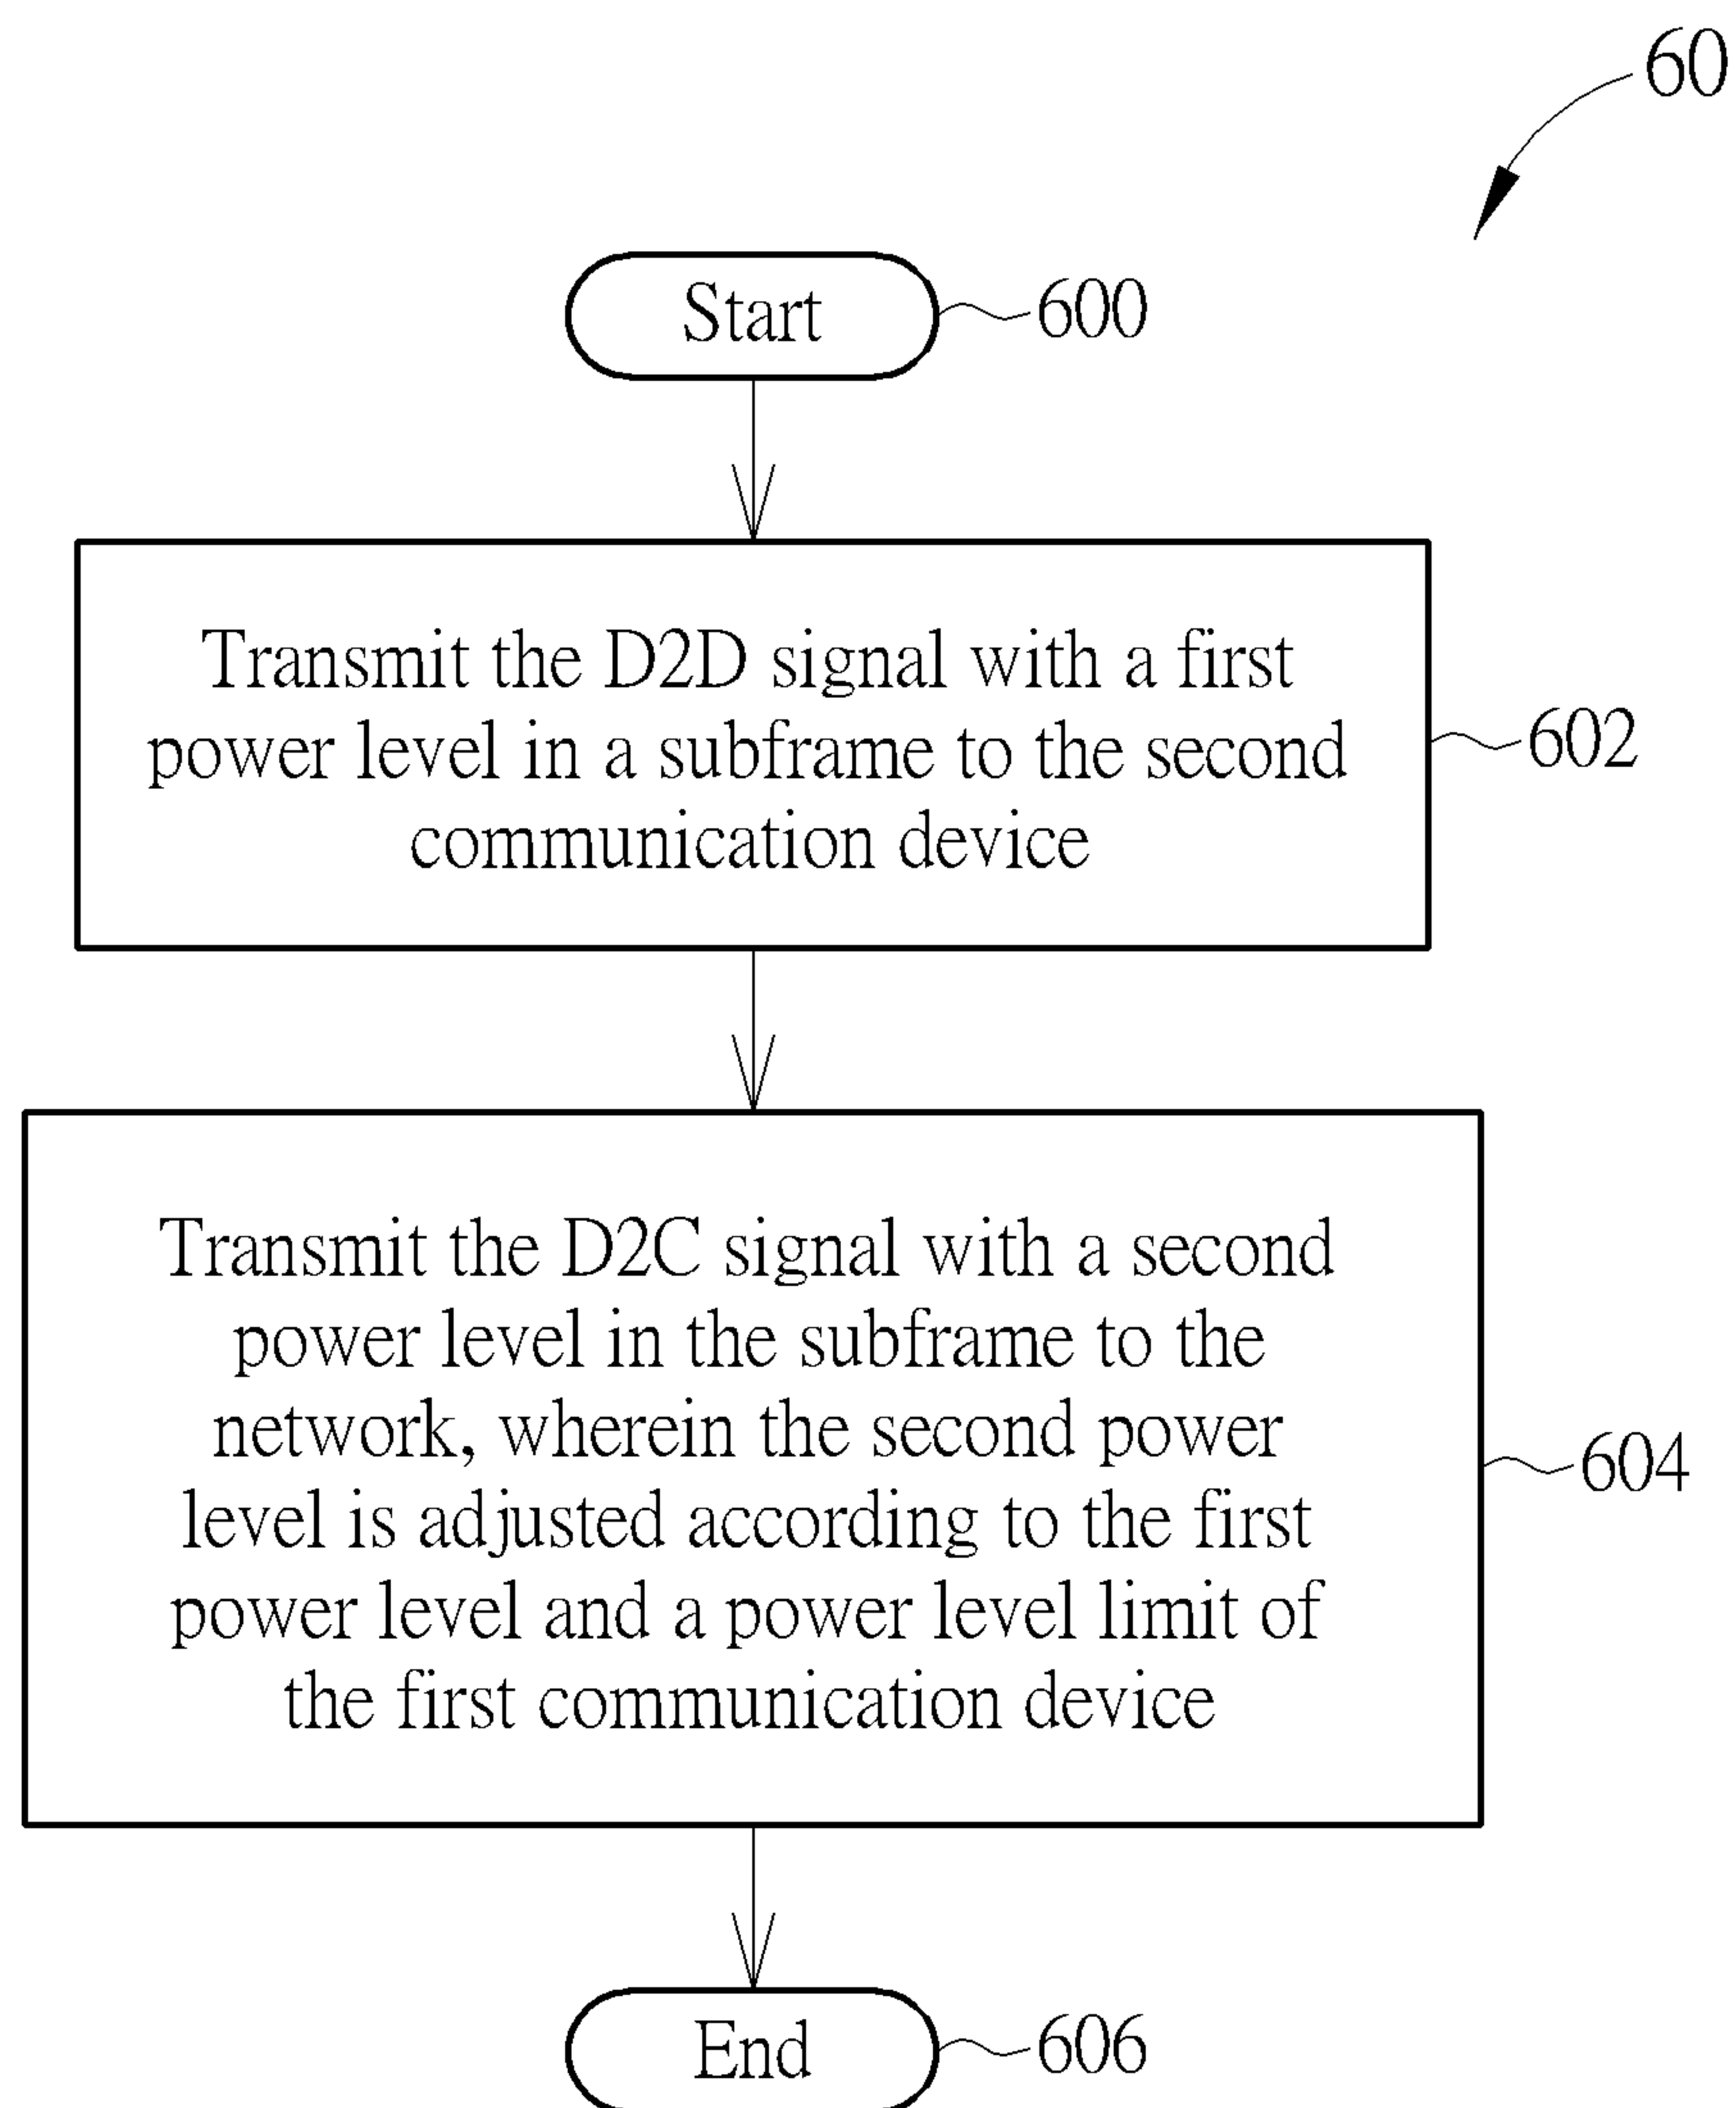 60
Start
600
Transmit the D2D signal with a first
power level in a subframe to the second
communication device
602
Transmit the D2C signal with a second
power level in the subframe to the
network, wherein the second power
level is adjusted according to the first
power level and a power level limit of
the first communication device
604
End
606